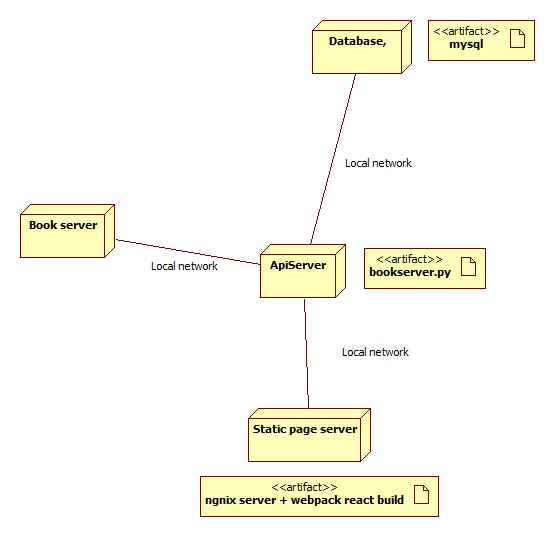 Database,
<<artifact>>
mysql
Local network
Book server
Local network
ApiServer
<<artifact>>
bookserver.py
Local network
Static page server
<<artifact>>
ngnix server + webpack react build